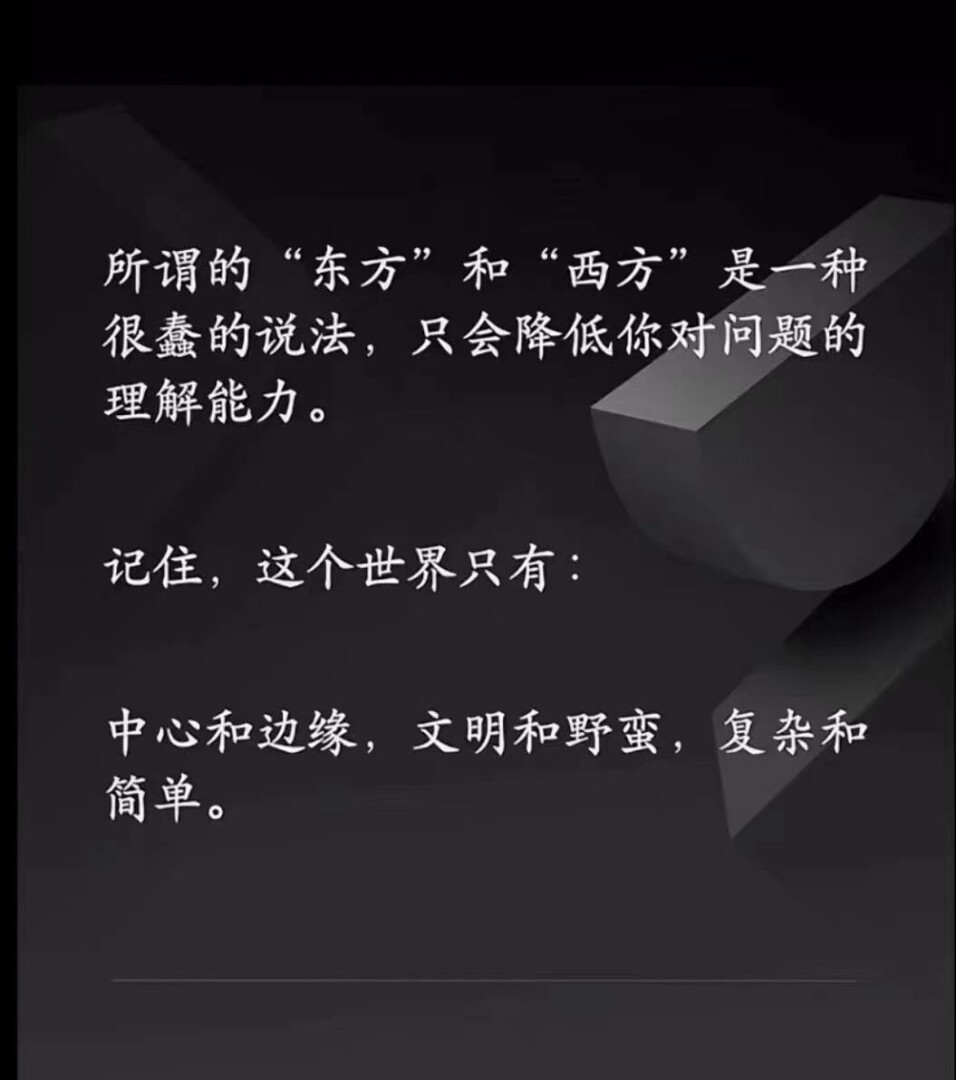 所谓的“东方”和“西方”是一种
很蠢的说法，只会降低你对问题的
理解能力。
记住，这个世界只有：
中心和边缘，文明和野蛮，复杂和
简单。